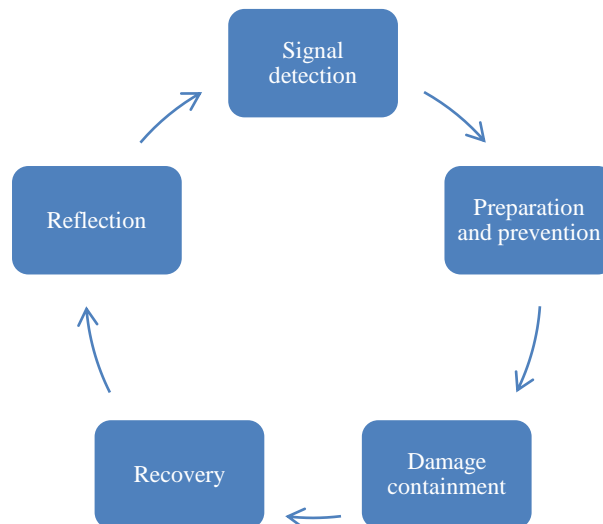 Signal
detection
Preparation
and prevention
Damage
containment
Recovery
Reflection